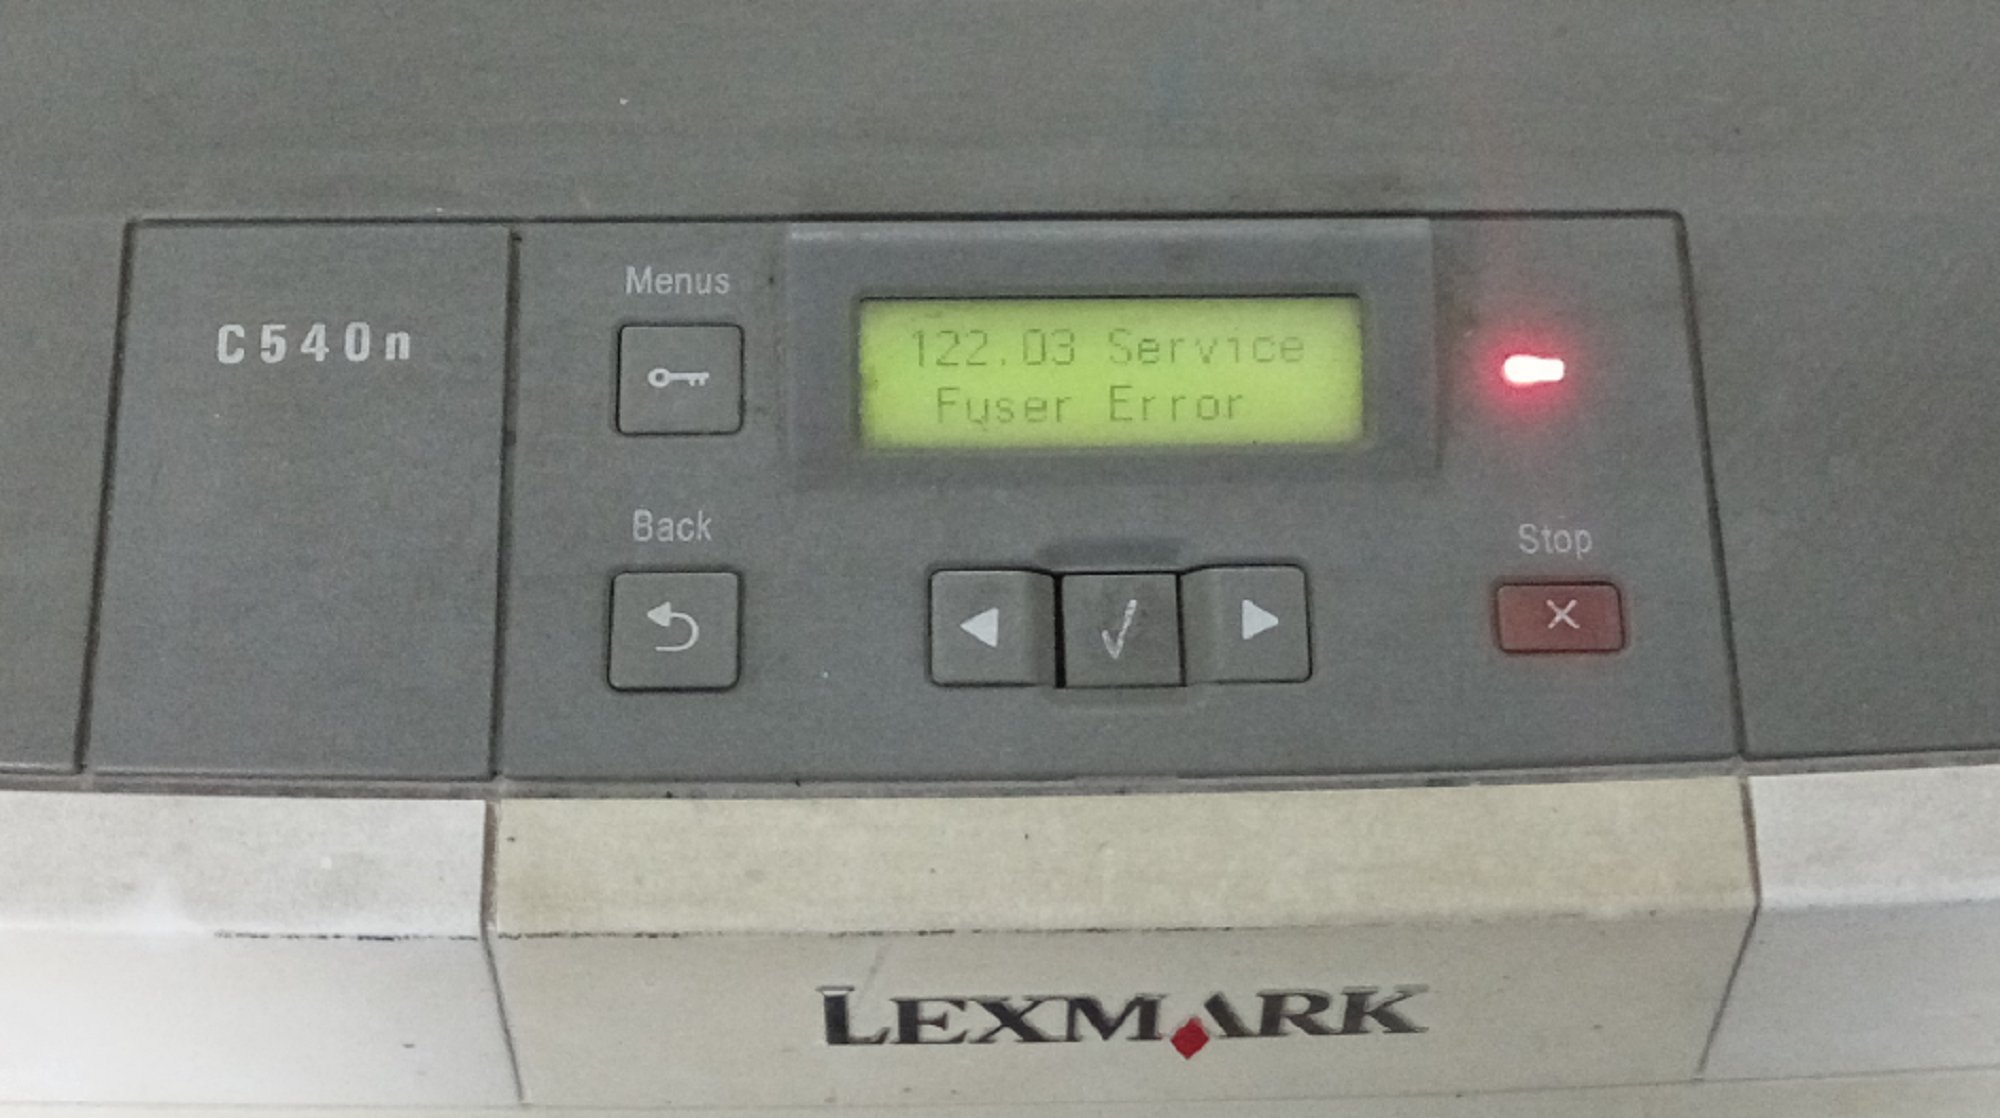 C540n
Menus
122.03 Service
Fuser Error
Back
Stop
LEXMARK